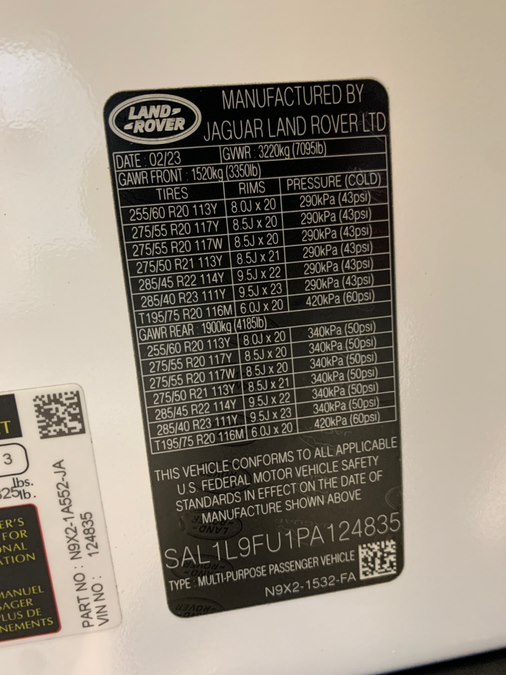 LAND-
-ROVER
MANUFACTURED BY
JAGUAR LAND ROVER LTD
DATE : 02/23 GVWR : 3220kg (7095lb)
GAWR FRONT : 1520kg (3350lb)
TIRES RIMS PRESSURE (COLD)
255/60 R20 113Y 8.0J x 20 290kPa (43psi)
275/55 R20 117Y 8.5J x 20 290kPa (43psi)
275/55 R20 117W 8.5J x 20 290kPa (43psi)
275/50 R21 113Y 8.5J x 21 290kPa (43psi)
285/45 R22 114Y 9.5J x 22 290kPa (43psi)
285/40 R23 111Y 9.5J x 23 290kPa (43psi)
T195/75 R20 116M 6.0J x 20 420kPa (60psi)
GAWR REAR : 1900kg (4185lb)
255/60 R20 113Y 8.0J x 20 340kPa (50psi)
275/55 R20 117Y 8.5J x 20 340kPa (50psi)
275/55 R20 117W 8.5J x 20 340kPa (50psi)
275/50 R21 113Y 8.5J x 21 340kPa (50psi)
285/45 R22 114Y 9.5J x 22 340kPa (50psi)
285/40 R23 111Y 9.5J x 23 340kPa (50psi)
T195/75 R20 116M 6.0J x 20 420kPa (60psi)
THIS VEHICLE CONFORMS TO ALL APPLICABLE
U.S. FEDERAL MOTOR VEHICLE SAFETY
STANDARDS IN EFFECT ON THE DATE OF
MANUFACTURE SHOWN ABOVE
SAL1L9FU1PA124835
TYPE : MULTI-PURPOSE PASSENGER VEHICLE
N9X2-1532-FA
3
lbs.
25lb.
MANUEL
PLUS DE
PART NO : N9X2-1A552-JA
VIN NO : 124835